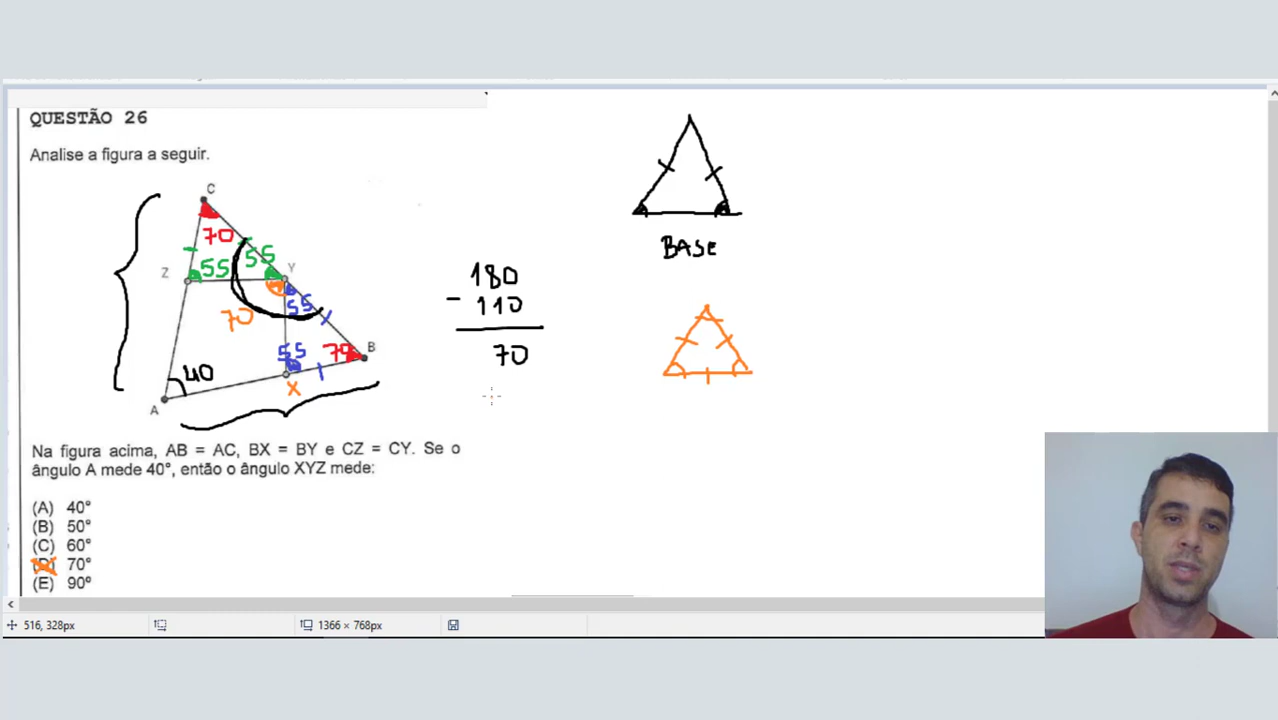 QUESTÃO 26
Analise a figura a seguir.
C
70
Z
55
55
Y
70
55
55
70
B
40
A
X
Na figura acima, AB = AC, BX = BY e CZ = CY. Se o
ângulo A mede 40°, então o ângulo XYZ mede:
(A) 40°
(B) 50°
(C) 60°
(D) 70°
(E) 90º
180
- 110
70
BASE
516, 328px
1366 × 768px